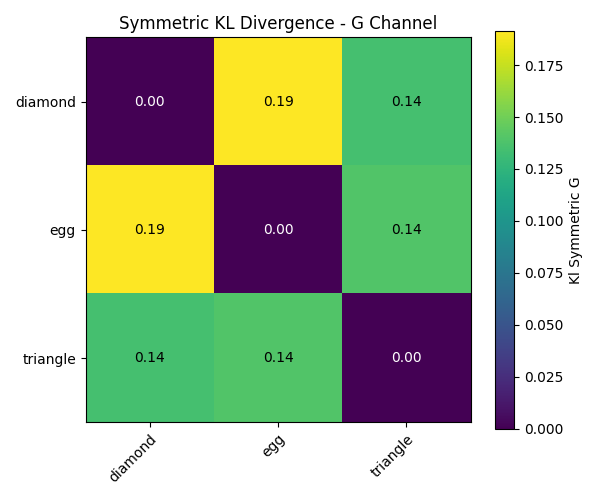 Symmetric KL Divergence - G Channel
diamond 0.00 0.19 0.14
egg 0.19 0.00 0.14
triangle 0.14 0.14 0.00
diamond egg triangle
0.175
0.150
0.125
0.100
0.075
0.050
0.025
0.000
Kl Symmetric G